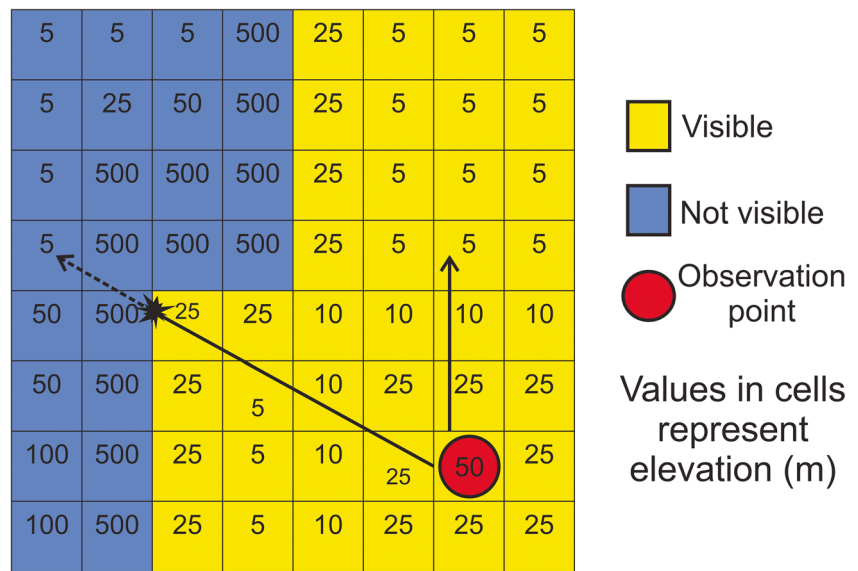 5 5 5 500 25 5 5 5
5 25 50 500 25 5 5 5
5 500 500 500 25 5 5 5
5 500 500 500 25 5 5 5
50 500 25 25 10 10 10 10
50 500 25 5 10 25 25 25
100 500 25 5 10 25 50 25
100 500 25 5 10 25 25 25
Visible
Not visible
Observation
point
Values in cells
represent
elevation (m)